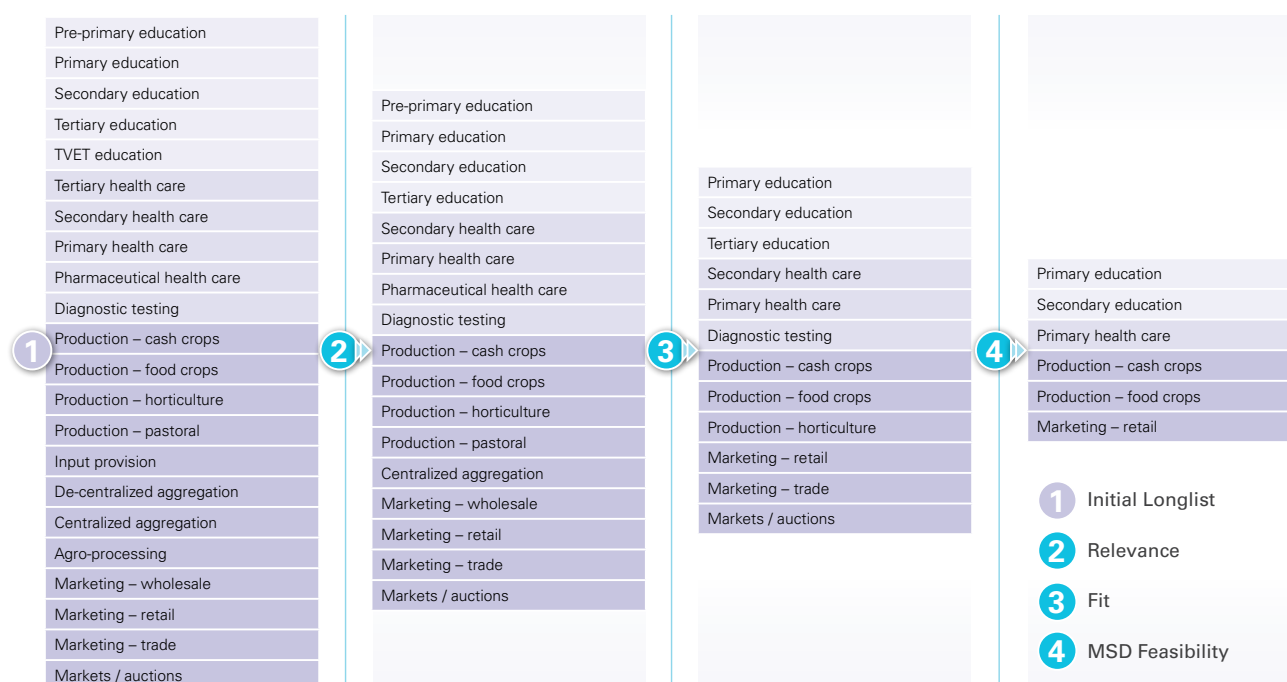 Pre-primary education
Primary education
Secondary education
Tertiary education
TVET education
Tertiary health care
Secondary health care
Primary health care
Pharmaceutical health care
Diagnostic testing
1
Production – cash crops
Production – food crops
Production – horticulture
Production – pastoral
Input provision
De-centralized aggregation
Centralized aggregation
Agro-processing
Marketing – wholesale
Marketing – retail
Marketing – trade
Markets / auctions
Pre-primary education
Primary education
Secondary education
Tertiary education
Secondary health care
Primary health care
Pharmaceutical health care
Diagnostic testing
2
Production – cash crops
Production – food crops
Production – horticulture
Production – pastoral
Centralized aggregation
Marketing – wholesale
Marketing – retail
Marketing – trade
Markets / auctions
Primary education
Secondary education
Tertiary education
Secondary health care
Primary health care
Diagnostic testing
3
Production – cash crops
Production – food crops
Production – horticulture
Marketing – retail
Marketing – trade
Markets / auctions
Primary education
Secondary education
Primary health care
4
Production – cash crops
Production – food crops
Marketing – retail
1 Initial Longlist
2 Relevance
3 Fit
4 MSD Feasibility